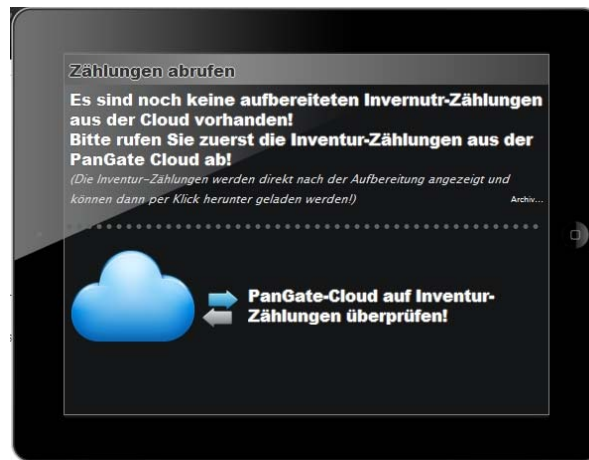 Zählungen abrufen
Es sind noch keine aufbereiteten Invernutr-Zählungen
aus der Cloud vorhanden!
Bitte rufen Sie zuerst die Inventur-Zählungen aus der
PanGate Cloud ab!
(Die Inventur-Zählungen werden direkt nach der Aufbereitung angezeigt und
können dann per Klick herunter geladen werden!)
Archiv...
PanGate-Cloud auf Inventur-
Zählungen überprüfen!